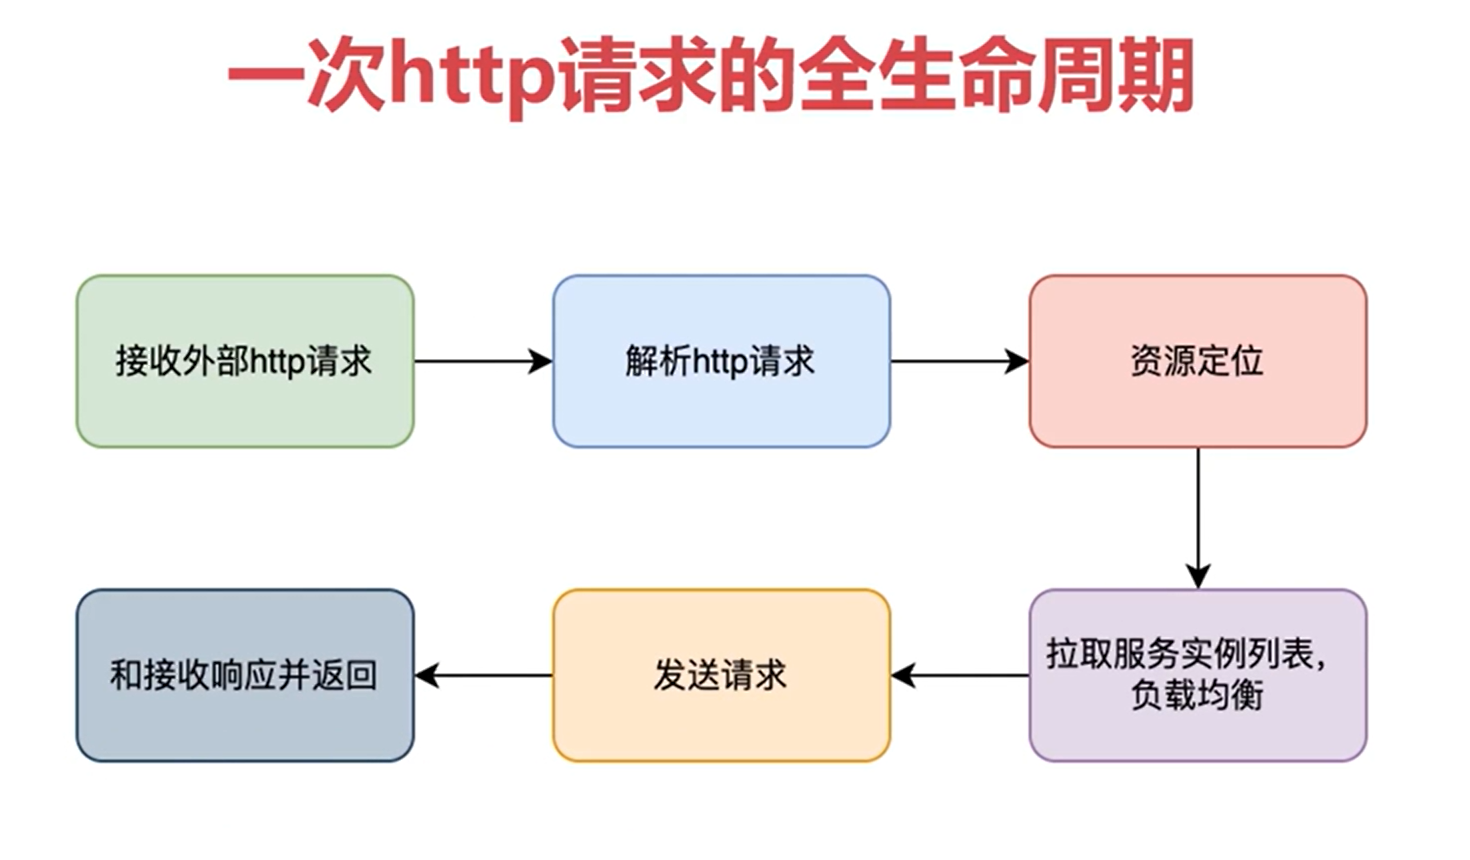 一次http请求的全生命周期
接收外部http请求
解析http请求
资源定位
拉取服务实例列表，
负载均衡
发送请求
和接收响应并返回